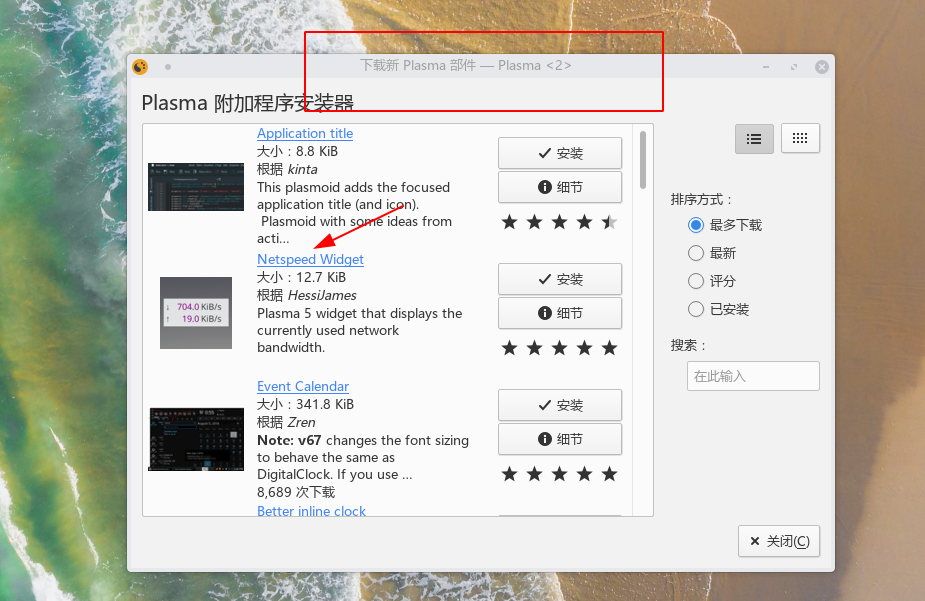 下载新 Plasma 部件 — Plasma <2>
Plasma 附加程序安装器
Application title
大小：8.8 KiB
根据 kinta
This plasmoid adds the focused
application title (and icon).
Plasmoid with some ideas from
acti...
安装
细节
Netspeed Widget
大小：12.7 KiB
根据 HessiJames
Plasma 5 widget that displays the
currently used network
bandwidth.
↓ 704.0 KiB/s
↑ 19.0 KiB/s
安装
细节
Event Calendar
大小：341.8 KiB
根据 Zren
Note: v67 changes the font sizing
to behave the same as
DigitalClock. If you use ...
8,689 次下载
安装
细节
Better inline clock
排序方式：
最多下载
最新
评分
已安装
搜索：
在此输入
关闭(C)